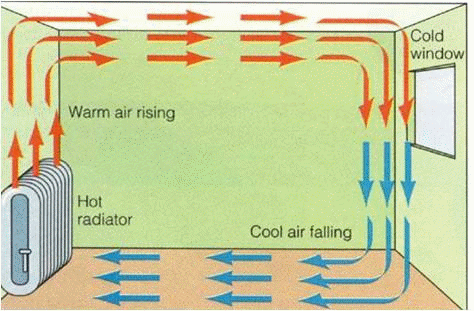 Cold
window
Warm air rising
Hot
radiator
Cool air falling